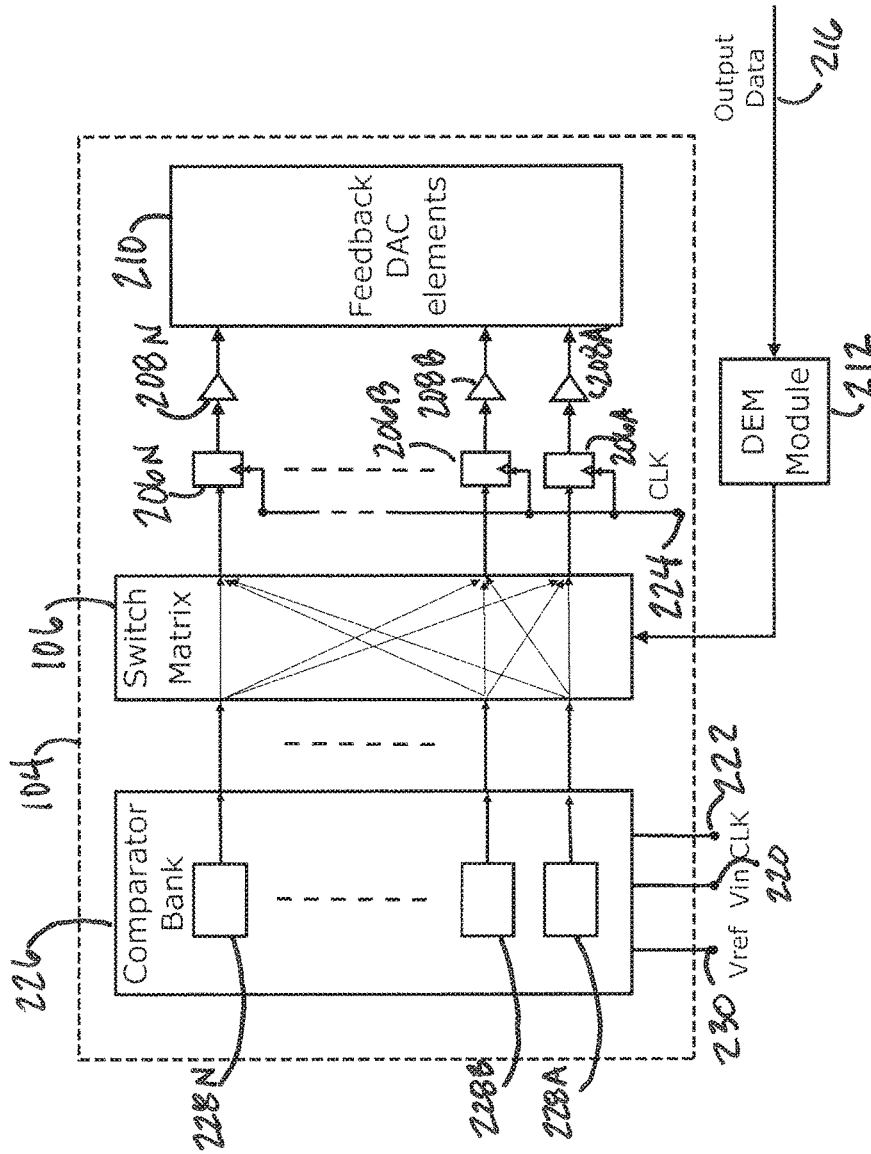 104
226
Comparator
Bank
228N
228B
228A
106
Switch
Matrix
206N
206B
206A
208N
208B
208A
210
Feedback
DAC
elements
230
Vref
Vin
220
CLK
222
224
CLK
DEM
Module
212
Output
Data
216